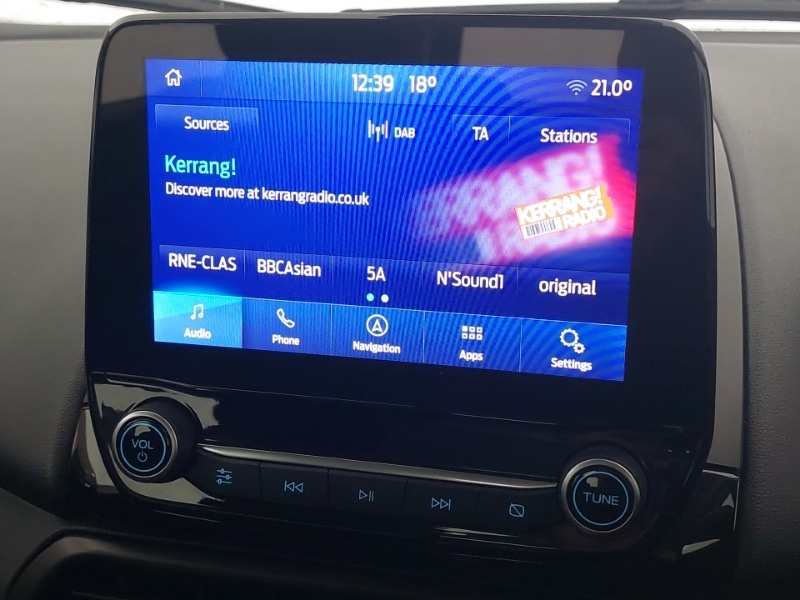 12:39 18° 21.0°
Sources DAB TA Stations
Kerrang!
Discover more at kerrangradio.co.uk
KERRANG!
RADIO
RNE-CLAS BBCAsian 5A N'Sound1 original
Audio Phone Navigation Apps Settings
VOL
TUNE